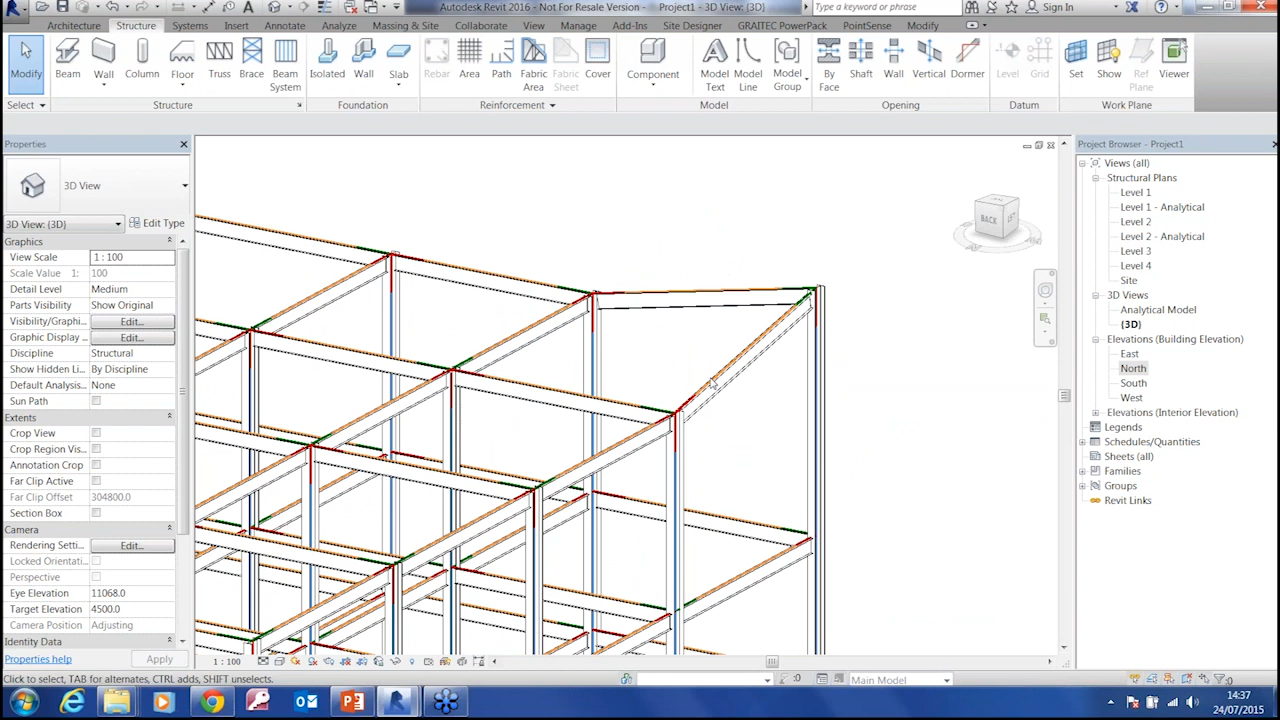 Autodesk Revit 2016 - Not For Resale Version - Project1 - 3D View: {3D}
Type a keyword or phrase
Sign In
Architecture Structure Systems Insert Annotate Analyze Massing & Site Collaborate View Manage Add-Ins Site Designer GRAITEC PowerPack PointSense Modify
Modify Beam Wall Column Floor Truss Brace Beam System Isolated Wall Slab Rebar Area Path Fabric Area Fabric Sheet Cover Component Model Text Model Line Model Group By Face Shaft Wall Vertical Dormer Level Grid Set Show Ref Plane Viewer
Select Structure Foundation Reinforcement Model Opening Datum Work Plane
Properties
3D View
3D View: {3D} Edit Type
Graphics
View Scale 1 : 100
Scale Value 1: 100
Detail Level Medium
Parts Visibility Show Original
Visibility/Graphi... Edit...
Graphic Display ... Edit...
Discipline Structural
Show Hidden Li... By Discipline
Default Analysis... None
Sun Path
Extents
Crop View
Crop Region Vis...
Annotation Crop
Far Clip Active
Far Clip Offset 304800.0
Section Box
Camera
Rendering Setti... Edit...
Locked Orientati...
Perspective
Eye Elevation 11068.0
Target Elevation 4500.0
Camera Position Adjusting
Identity Data
Properties help Apply
BACK LEFT
Project Browser - Project1
Views (all)
Structural Plans
Level 1
Level 1 - Analytical
Level 2
Level 2 - Analytical
Level 3
Level 4
Site
3D Views
Analytical Model
{3D}
Elevations (Building Elevation)
East
North
South
West
Elevations (Interior Elevation)
Legends
Schedules/Quantities
Sheets (all)
Families
Groups
Revit Links
1 : 100
Click to select, TAB for alternates, CTRL adds, SHIFT unselects.
:0 Main Model :0
14:37
24/07/2015